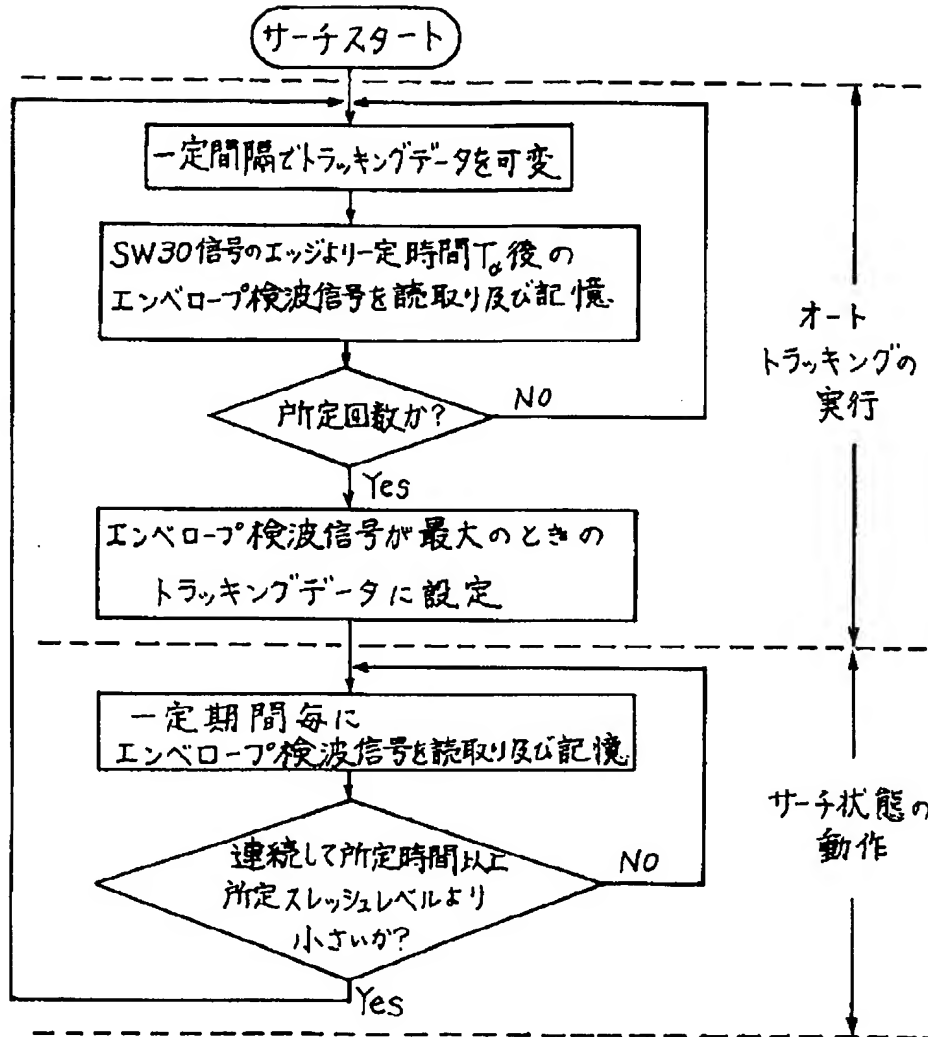 サーチスタート
一定間隔でトラッキングデータを可変
SW30信号のエッジより一定時間Tα後の
エンベロープ検波信号を読取り及び記憶
所定回数か?
NO
Yes
エンベロープ検波信号が最大のときの
トラッキングデータに設定
オート
トラッキングの
実行
一定期間毎に
エンベロープ検波信号を読取り及び記憶
連続して所定時間以上
所定スレッシュレベルより
小さいか?
NO
Yes
サーチ状態の
動作